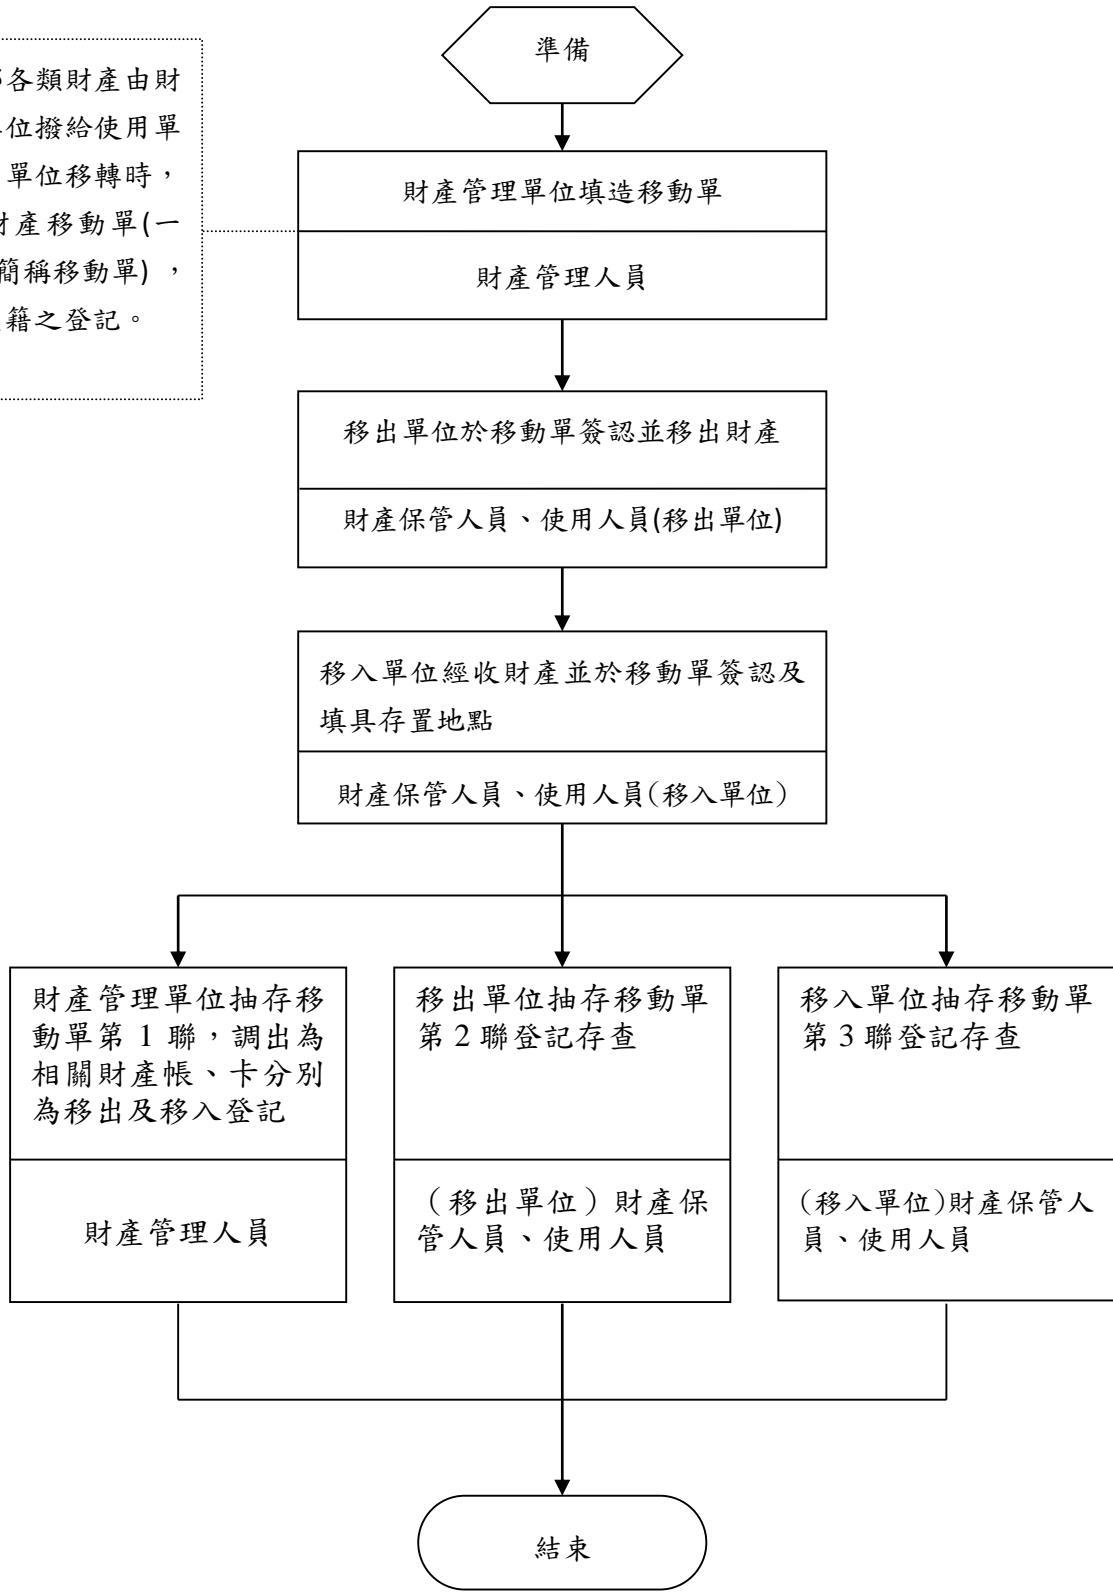 準備
各類財產由財
位撥給使用單
單位移轉時，
財產移動單(一
簡稱移動單)，
籍之登記。
財產管理單位填造移動單
財產管理人員
移出單位於移動單簽認並移出財產
財產保管人員、使用人員(移出單位)
移入單位經收財產並於移動單簽認及
填具存置地點
財產保管人員、使用人員(移入單位)
財產管理單位抽存移
動單第 1 聯，調出為
相關財產帳、卡分別
為移出及移入登記
財產管理人員
移出單位抽存移動單
第 2 聯登記存查
（移出單位）財產保
管人員、使用人員
移入單位抽存移動單
第 3 聯登記存查
(移入單位)財產保管人
員、使用人員
結束